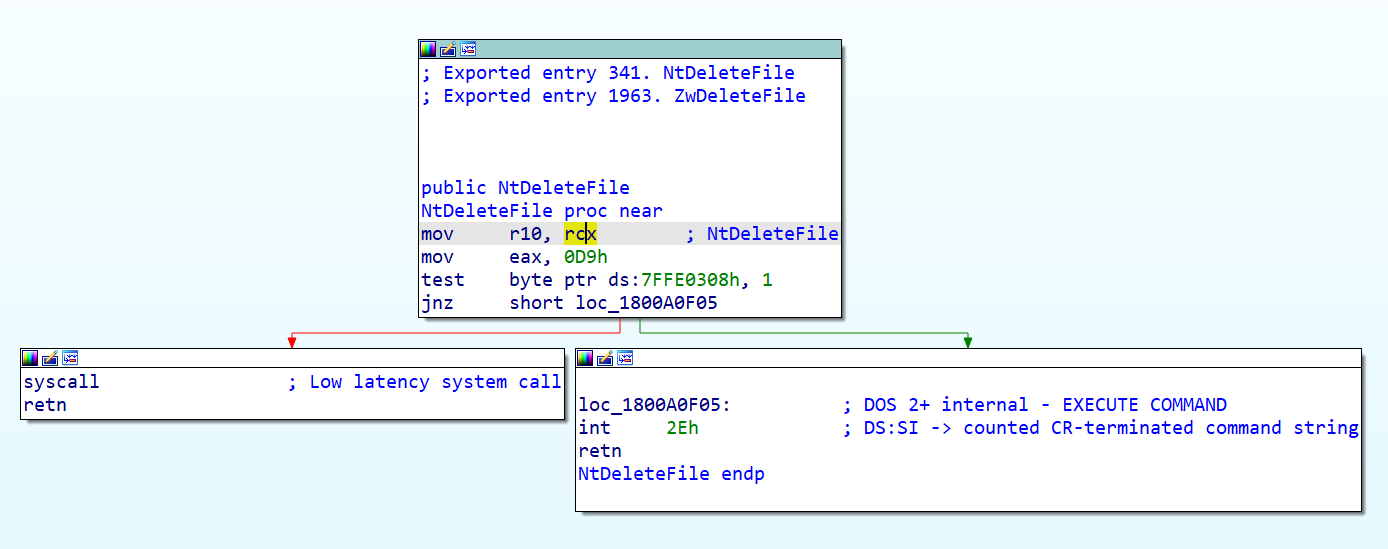 ; Exported entry 341. NtDeleteFile
; Exported entry 1963. ZwDeleteFile
public NtDeleteFile
NtDeleteFile proc near
mov     r10, rcx        ; NtDeleteFile
mov     eax, 0D9h
test    byte ptr ds:7FFE0308h, 1
jnz     short loc_1800A0F05
syscall                 ; Low latency system call
retn
loc_1800A0F05:          ; DOS 2+ internal - EXECUTE COMMAND
int     2Eh             ; DS:SI -> counted CR-terminated command string
retn
NtDeleteFile endp